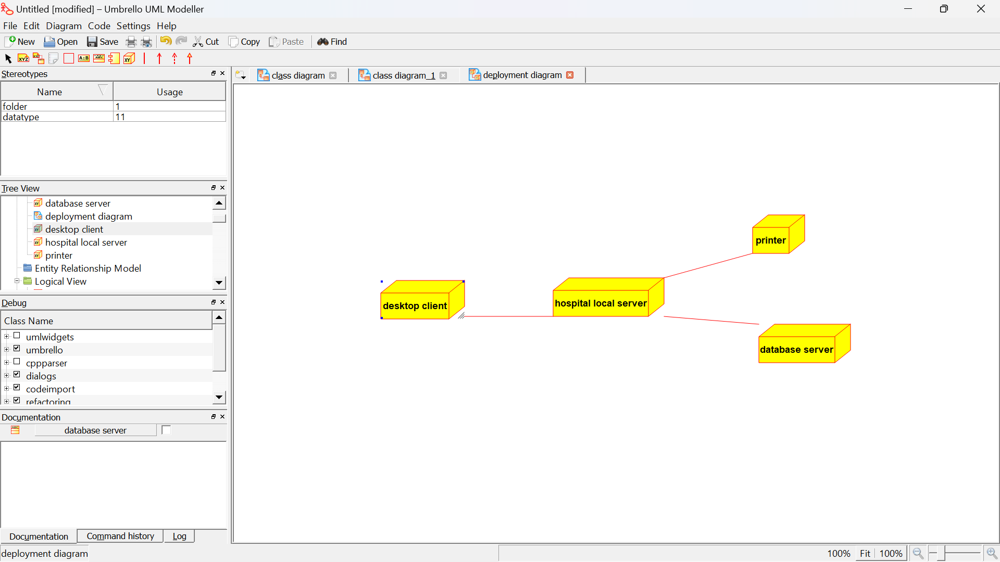 Untitled [modified] – Umbrello UML Modeller
File Edit Diagram Code Settings Help
New Open Save Cut Copy Paste Find
Stereotypes
Name Usage
folder 1
datatype 11
Tree View
database server
deployment diagram
desktop client
hospital local server
printer
Entity Relationship Model
Logical View
Debug
Class Name
umlwidgets
umbrello
cppparser
dialogs
codeimport
refactoring
Documentation
database server
Documentation Command history Log
deployment diagram
class diagram class diagram_1 deployment diagram
printer
desktop client
hospital local server
database server
100% Fit 100%